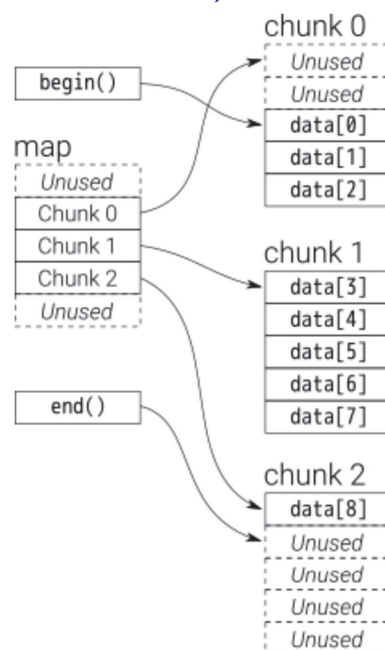 chunk 0
Unused
Unused
data[0]
data[1]
data[2]
begin()
map
Unused
Chunk 0
Chunk 1
Chunk 2
Unused
chunk 1
data[3]
data[4]
data[5]
data[6]
data[7]
end()
chunk 2
data[8]
Unused
Unused
Unused
Unused